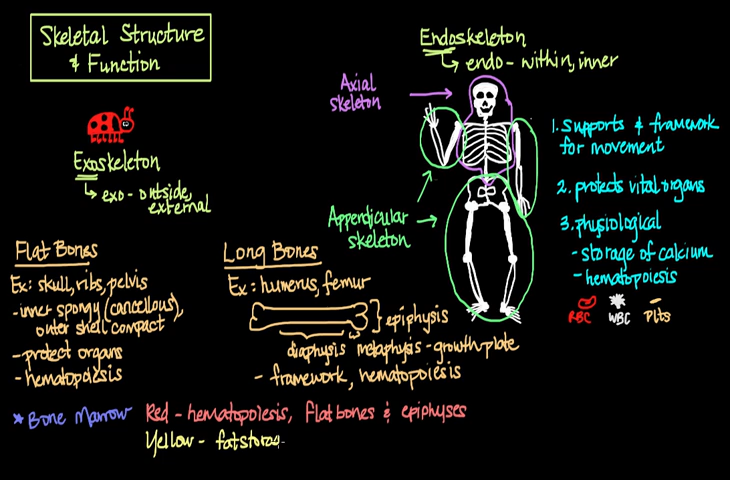 Skeletal Structure
& Function
Exoskeleton
↳ exo - outside,
external
Endoskeleton
↳ endo - within, inner
Axial
skeleton
Appendicular
skeleton
1. Supports & framework
for movement
2. protects vital organs
3. physiological
- storage of calcium
- hematopoiesis
RBC WBC Plts
Flat Bones
Ex: skull, ribs, pelvis
- inner spongy (cancellous),
outer shell compact
- protect organs
- hematopoiesis
Long Bones
Ex: humerus, femur
epiphysis
diaphysis metaphysis - growth plate
- framework, hematopoiesis
* Bone Marrow Red - hematopoiesis, Flat bones & epiphyses
Yellow - fat storag